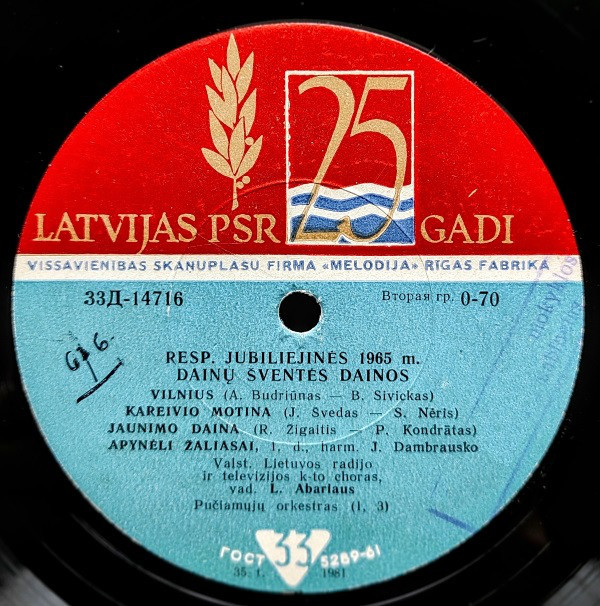 25
LATVIJAS PSR GADI
VISSAVIENĪBAS SKAŅUPLAŠU FIRMA «MELODIJA» RĪGAS FABRIKA
33Д-14716 Вторая гр. 0-70
RESP. JUBILIEJINĖS 1965 m.
DAINŲ ŠVENTĖS DAINOS
VILNIUS (A. Budriūnas — B. Sivickas)
KAREIVIO MOTINA (J. Švedas — S. Nėris)
JAUNIMO DAINA (R. Žigaitis — P. Kondrātas)
APYNĖLI ŽALIASAI, l. d., harm. J. Dambrausko
Valst. Lietuvos radijo
ir televizijos k-to choras,
vad. L. Abariaus
Pučiamųjų orkestras (1, 3)
ГОСТ 33 5289-61
35. 1. 1981